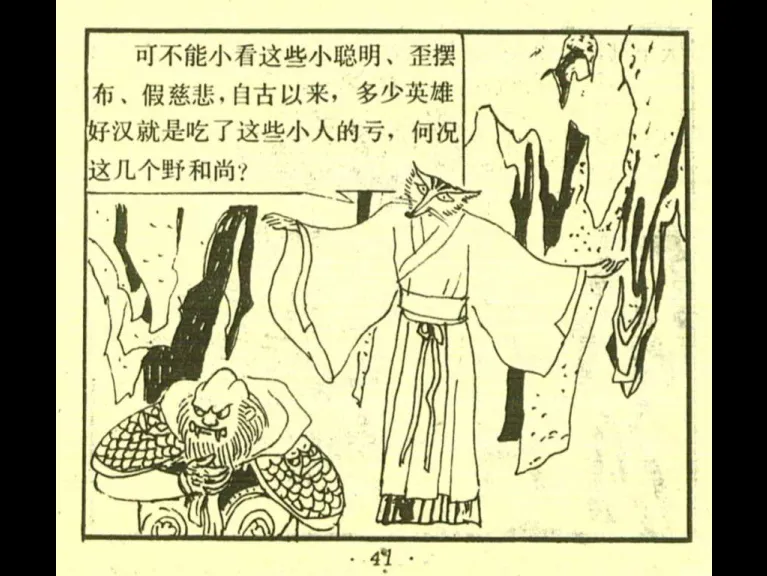 可不能小看这些小聪明、歪摆
布、假慈悲，自古以来，多少英雄
好汉就是吃了这些小人的亏，何况
这几个野和尚？
· 41 ·